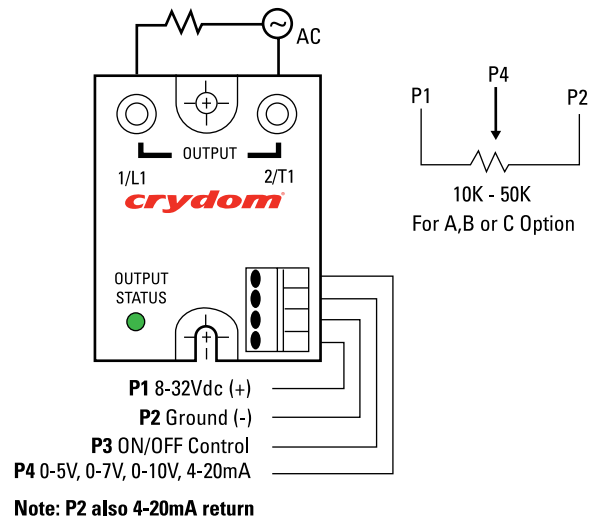 AC
OUTPUT
1/L1
2/T1
crydom
OUTPUT
STATUS
P1 8-32Vdc (+)
P2 Ground (-)
P3 ON/OFF Control
P4 0-5V, 0-7V, 0-10V, 4-20mA
Note: P2 also 4-20mA return
P4
P1
P2
10K - 50K
For A,B or C Option